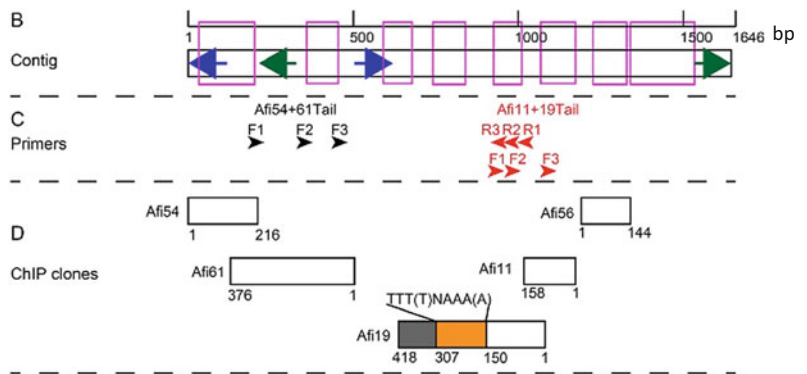 B
1 500 1000 1500 1646 bp
Contig
C Afi54+61Tail Afi11+19Tail
F1 F2 F3 R3 R2 R1
Primers
F1 F2 F3
Afi54 Afi56
1 216 1 144
D
Afi61 Afi11
ChIP clones
376 1 158 1
TTT(T)NAAA(A)
Afi19
418 307 150 1